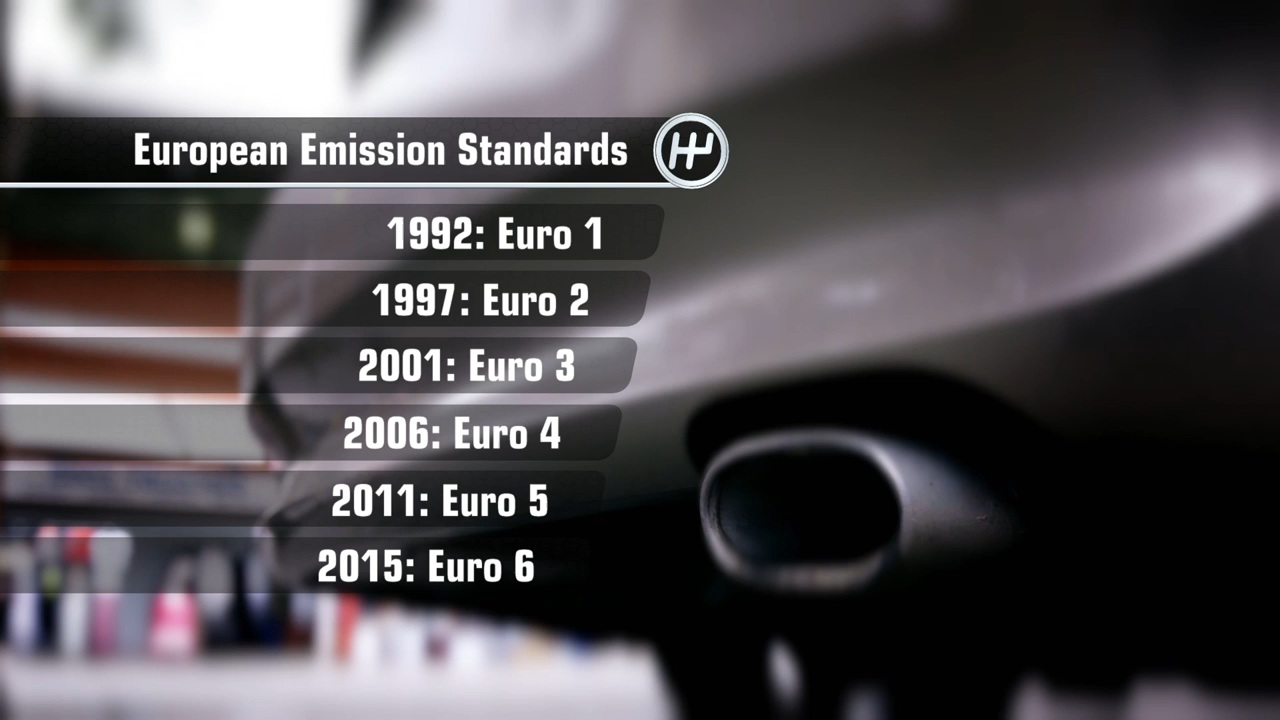 European Emission Standards
1992: Euro 1
1997: Euro 2
2001: Euro 3
2006: Euro 4
2011: Euro 5
2015: Euro 6